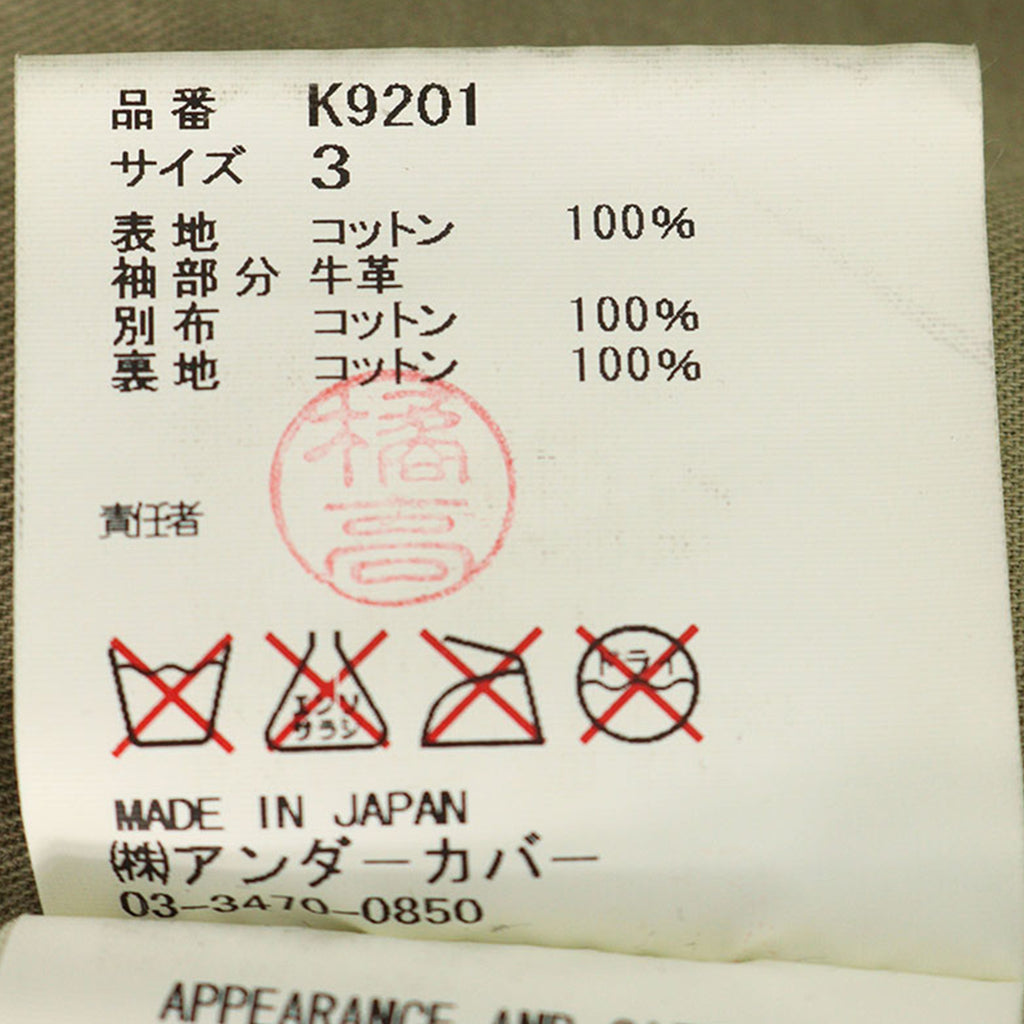 品番 K9201
サイズ 3
表地 コットン 100%
袖部分 牛革
別布 コットン 100%
裏地 コットン 100%
責任者
エンソ
サラシ
ドライ
MADE IN JAPAN
(株)アンダーカバー
03-3470-0850
APPEARANCE AND